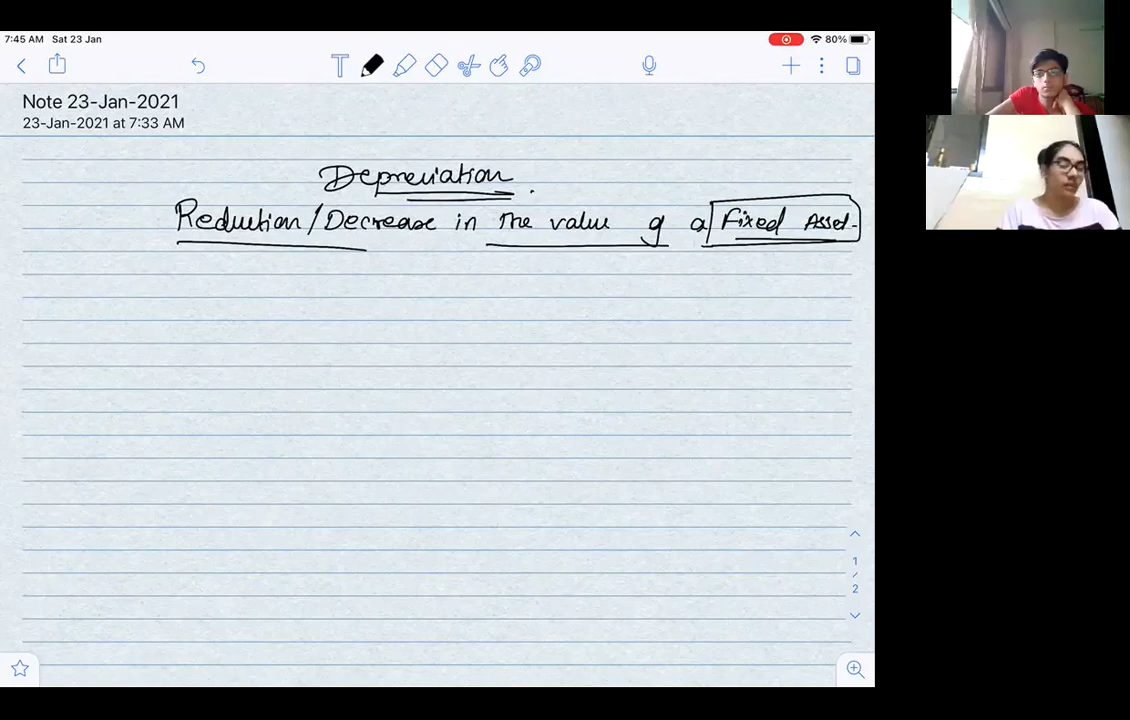 7:45 AM Sat 23 Jan
80%
T
Note 23-Jan-2021
23-Jan-2021 at 7:33 AM
Depreciation
Reduction/Decrease in the value of a Fixed Asset.
1
/
2